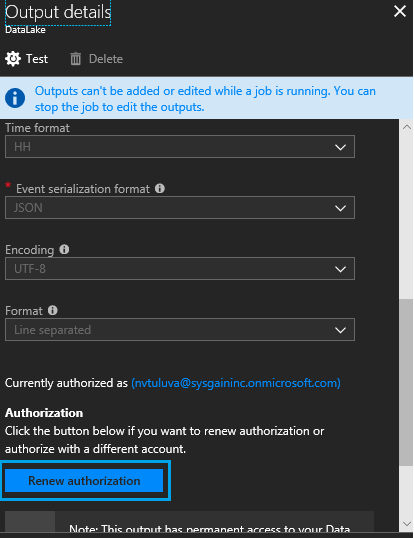 Output details
DataLake
Test
Delete
Outputs can't be added or edited while a job is running. You can
stop the job to edit the outputs.
Time format
HH
* Event serialization format
JSON
Encoding
UTF-8
Format
Line separated
Currently authorized as (nvtuluva@sysgaininc.onmicrosoft.com)
Authorization
Click the button below if you want to renew authorization or
authorize with a different account.
Renew authorization
Note: This output has permanent access to your Data